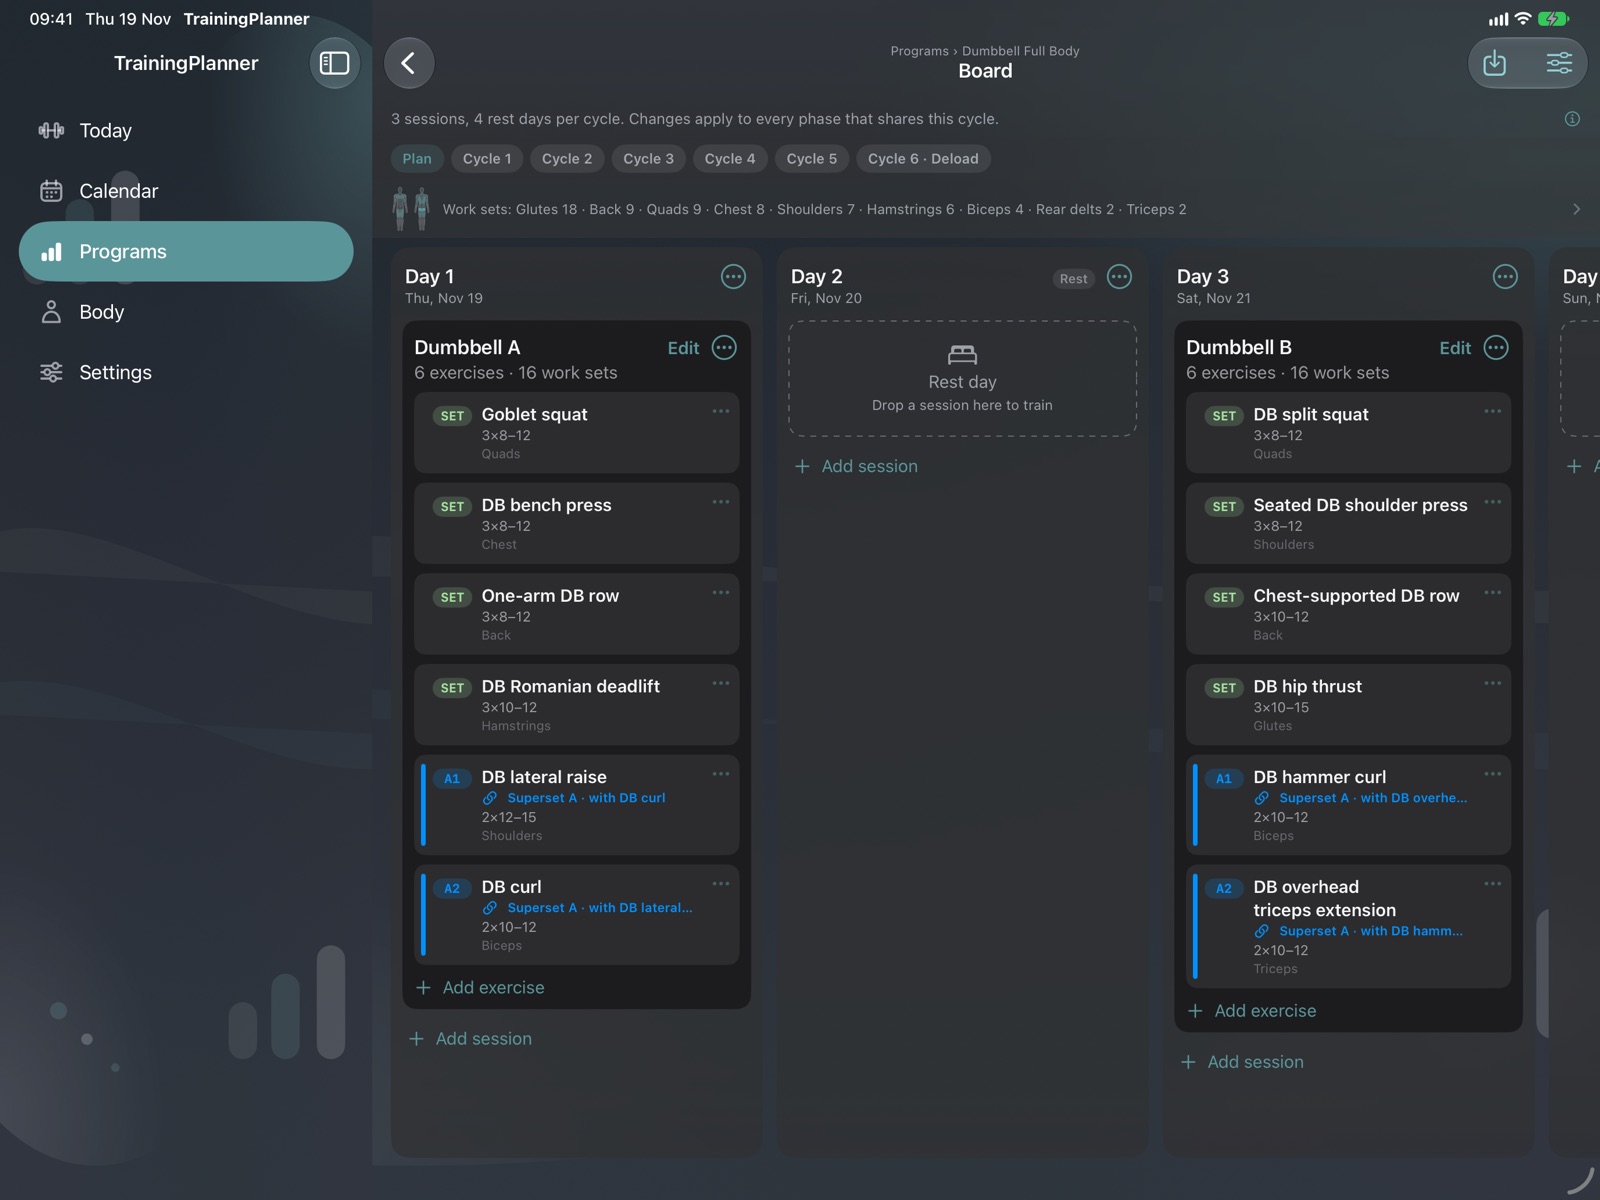 09:41 Thu 19 Nov TrainingPlanner
TrainingPlanner
Today
Calendar
Programs
Body
Settings
Programs › Dumbbell Full Body
Board
3 sessions, 4 rest days per cycle. Changes apply to every phase that shares this cycle.
Plan
Cycle 1
Cycle 2
Cycle 3
Cycle 4
Cycle 5
Cycle 6 · Deload
Work sets: Glutes 18 · Back 9 · Quads 9 · Chest 8 · Shoulders 7 · Hamstrings 6 · Biceps 4 · Rear delts 2 · Triceps 2
Day 1
Thu, Nov 19
Dumbbell A
Edit
6 exercises · 16 work sets
SET
Goblet squat
3×8–12
Quads
SET
DB bench press
3×8–12
Chest
SET
One-arm DB row
3×8–12
Back
SET
DB Romanian deadlift
3×10–12
Hamstrings
A1
DB lateral raise
Superset A · with DB curl
2×12–15
Shoulders
A2
DB curl
Superset A · with DB lateral...
2×10–12
Biceps
+ Add exercise
+ Add session
Day 2
Rest
Fri, Nov 20
Rest day
Drop a session here to train
+ Add session
Day 3
Sat, Nov 21
Dumbbell B
Edit
6 exercises · 16 work sets
SET
DB split squat
3×8–12
Quads
SET
Seated DB shoulder press
3×8–12
Shoulders
SET
Chest-supported DB row
3×10–12
Back
SET
DB hip thrust
3×10–15
Glutes
A1
DB hammer curl
Superset A · with DB overhe...
2×10–12
Biceps
A2
DB overhead
triceps extension
Superset A · with DB hamm...
2×10–12
Triceps
+ Add exercise
+ Add session
Day
Sun,
+